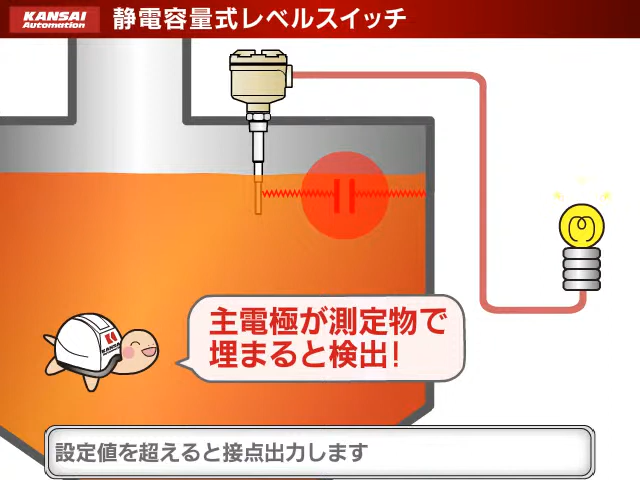 KANSAI
Automation
静電容量式レベルスイッチ
主電極が測定物で
埋まると検出!
KANSAI
設定値を超えると接点出力します